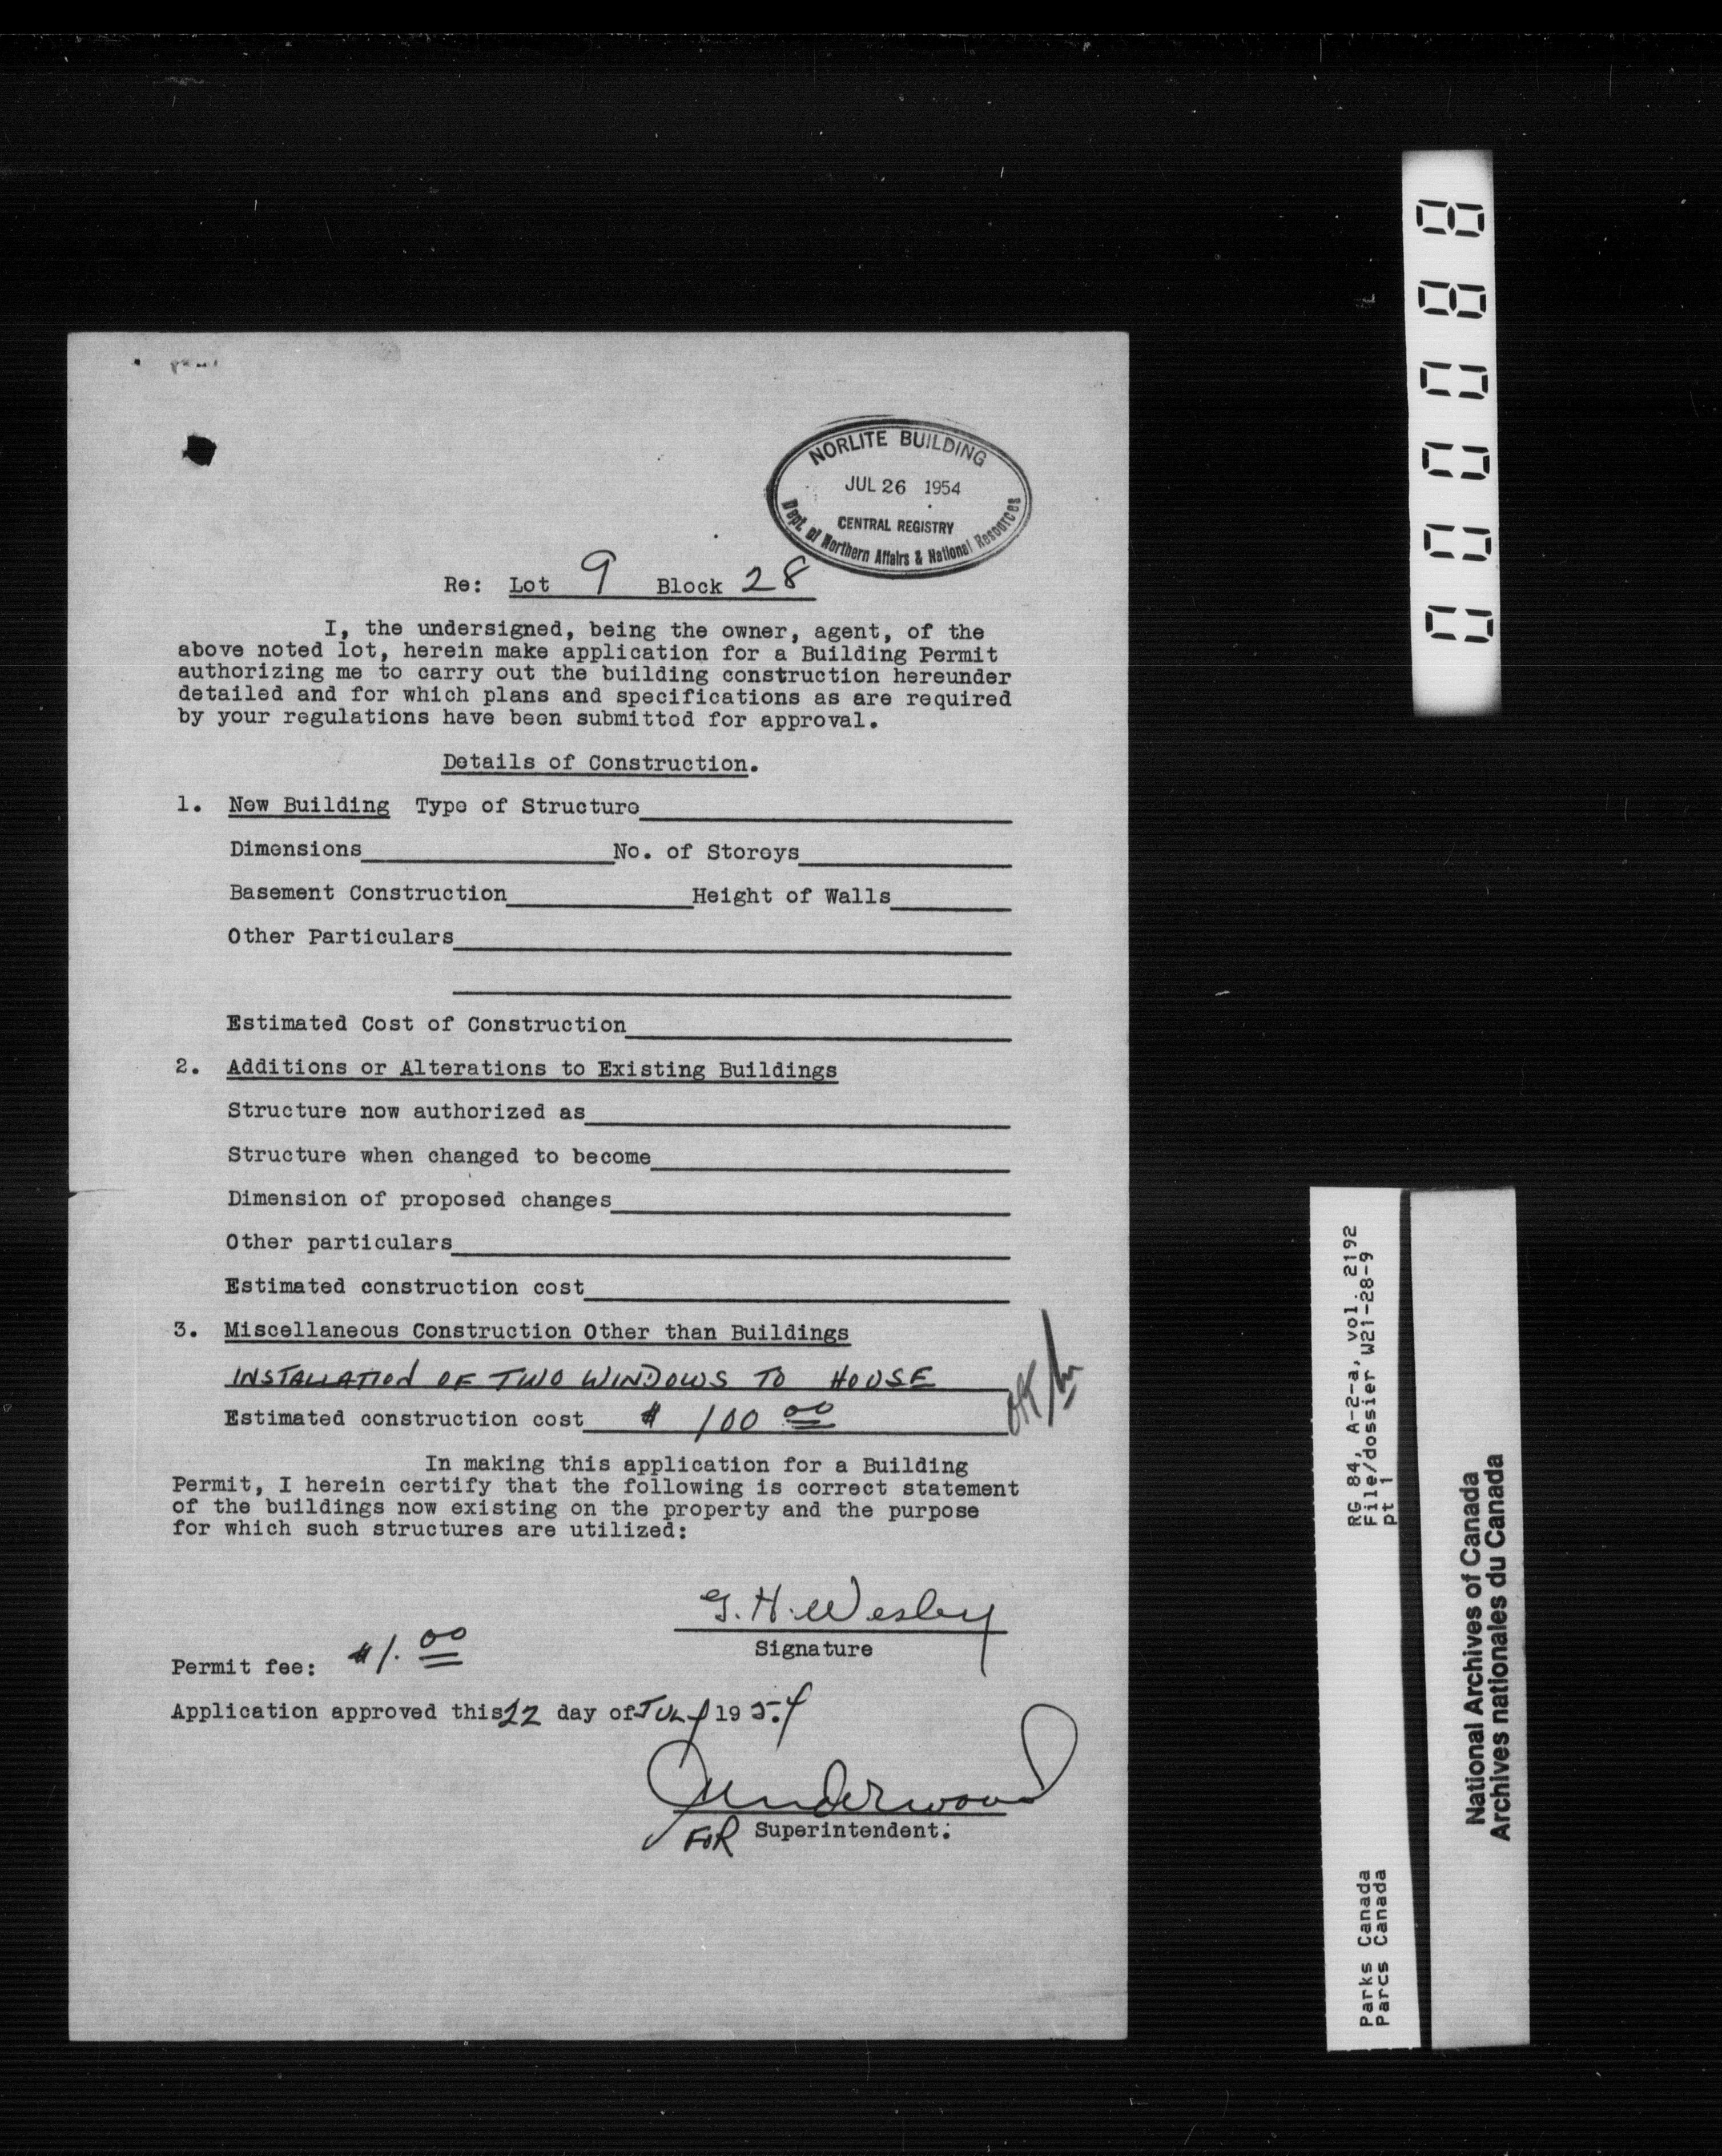 NORLITE BUILDING
JUL 26 1954
CENTRAL REGISTRY
Dept. of Northern Affairs & National Resources
Re: Lot 9 Block 28
I, the undersigned, being the owner, agent, of the
above noted lot, herein make application for a Building Permit
authorizing me to carry out the building construction hereunder
detailed and for which plans and specifications as are required
by your regulations have been submitted for approval.
Details of Construction.
1. New Building Type of Structure
Dimensions No. of Storeys
Basement Construction Height of Walls
Other Particulars
Estimated Cost of Construction
2. Additions or Alterations to Existing Buildings
Structure now authorized as
Structure when changed to become
Dimension of proposed changes
Other particulars
Estimated construction cost
3. Miscellaneous Construction Other than Buildings
INSTALLATION OF TWO WINDOWS TO HOUSE
Estimated construction cost $ 100 00
In making this application for a Building
Permit, I herein certify that the following is correct statement
of the buildings now existing on the property and the purpose
for which such structures are utilized:
G. H. Wesley
Signature
Permit fee: $1.00
Application approved this 22 day of JULY 1954
Underwood
FOR Superintendent.
000088
RG 84, A-2-a, vol. 2192
File/dossier W21-28-9
pt 1
Parks Canada
Parcs Canada
National Archives of Canada
Archives nationales du Canada